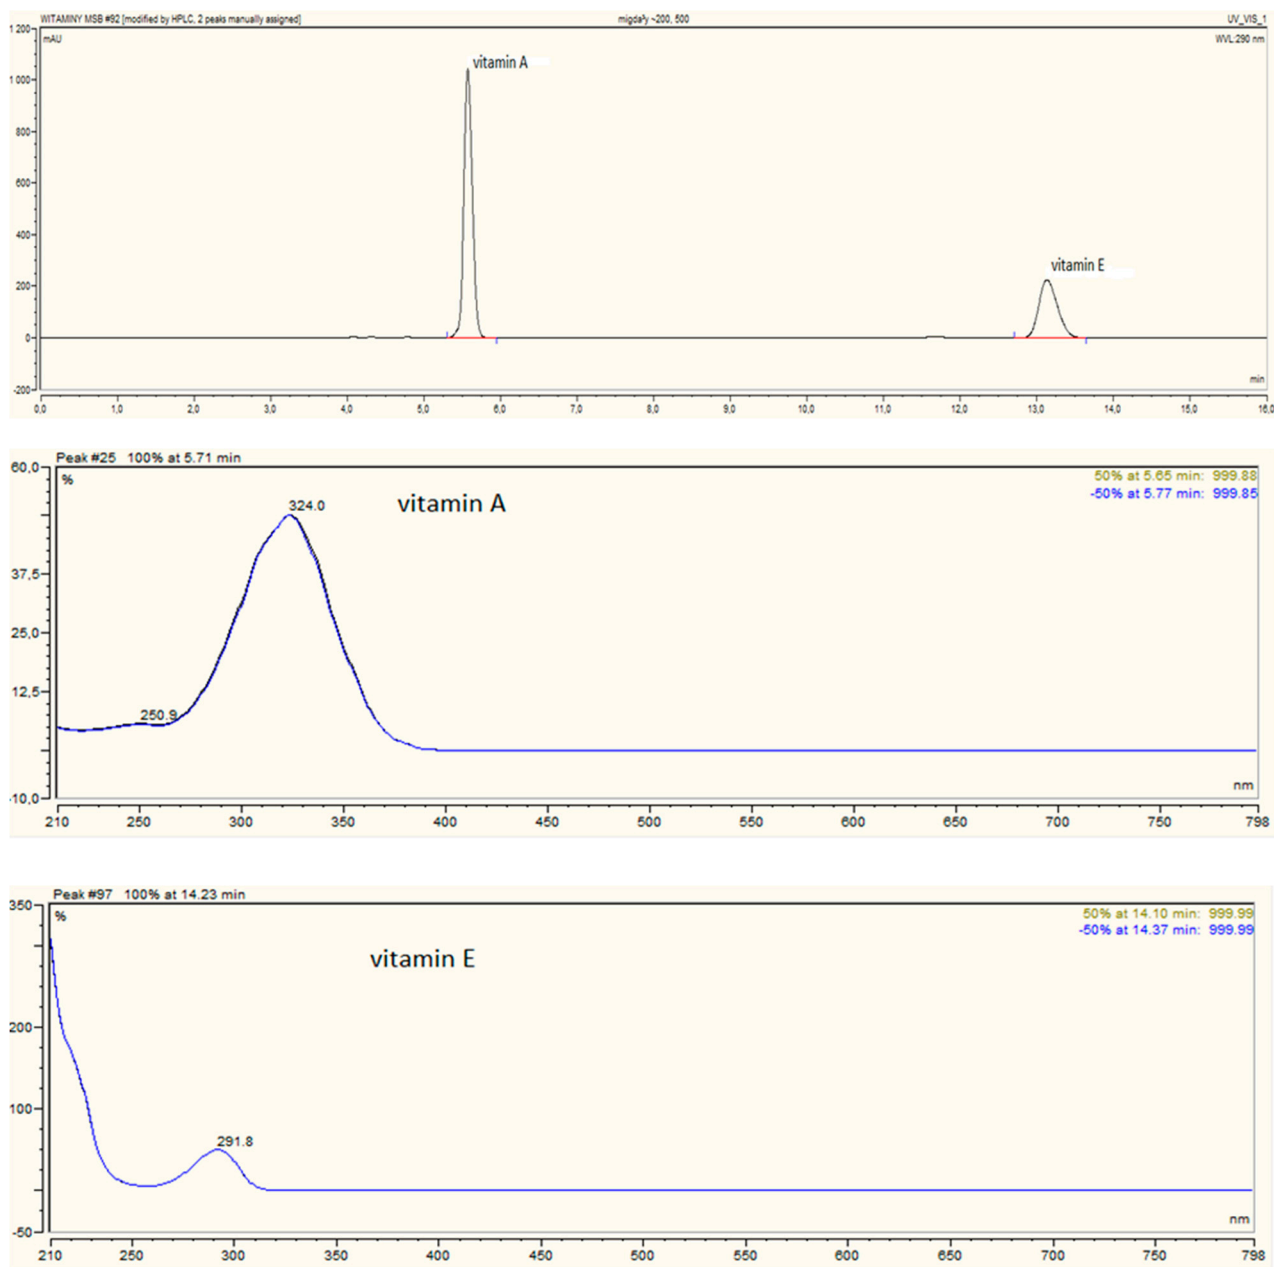 WITAMINY MSB #92 [modified by HPLC, 2 peaks manually assigned] migda³y ~200, 500 UV_VIS_1
mAU WVL:290 nm
vitamin A
vitamin E
1 200
1 000
800
600
400
200
0
-200
min
0,0 1,0 2,0 3,0 4,0 5,0 6,0 7,0 8,0 9,0 10,0 11,0 12,0 13,0 14,0 15,0 16,0
Peak #25 100% at 5.71 min
60,0
%
50% at 5.65 min: 999.88
-50% at 5.77 min: 999.85
324.0
vitamin A
37,5
25,0
12,5
250.9
-10,0
nm
210 250 300 350 400 450 500 550 600 650 700 750 798
Peak #97 100% at 14.23 min
350
%
50% at 14.10 min: 999.99
-50% at 14.37 min: 999.99
vitamin E
200
100
291.8
-50
nm
210 250 300 350 400 450 500 550 600 650 700 750 798